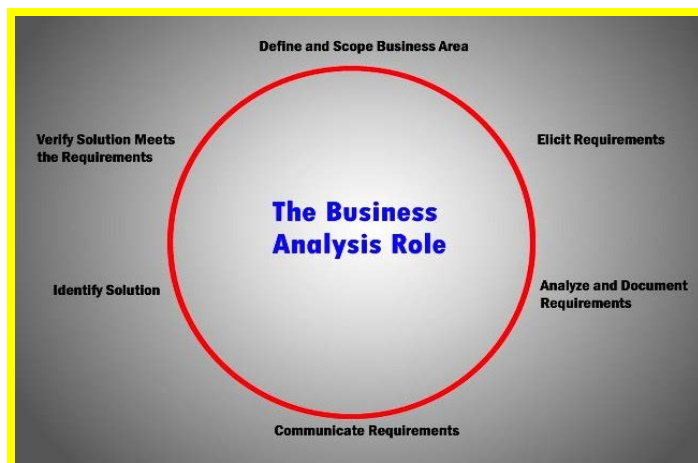 Define and Scope Business Area
Verify Solution Meets
the Requirements
Elicit Requirements
The Business
Analysis Role
Identify Solution
Analyze and Document
Requirements
Communicate Requirements